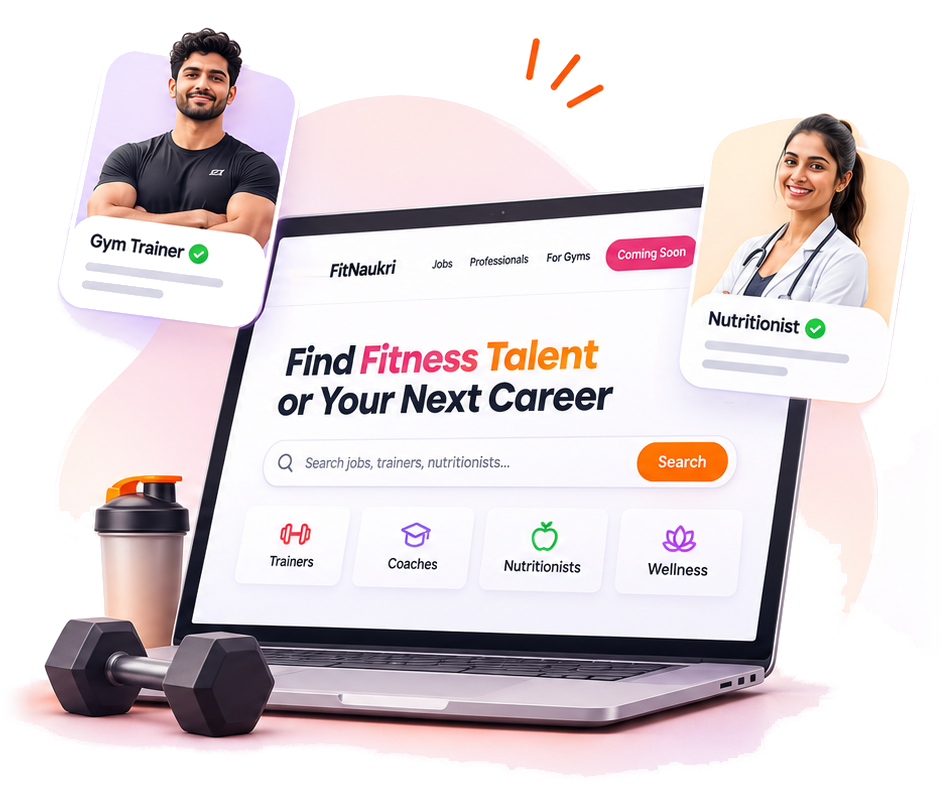 Gym Trainer
FitNaukri
Jobs
Professionals
For Gyms
Coming Soon
Nutritionist
Find Fitness Talent
or Your Next Career
Search jobs, trainers, nutritionists...
Search
Trainers
Coaches
Nutritionists
Wellness